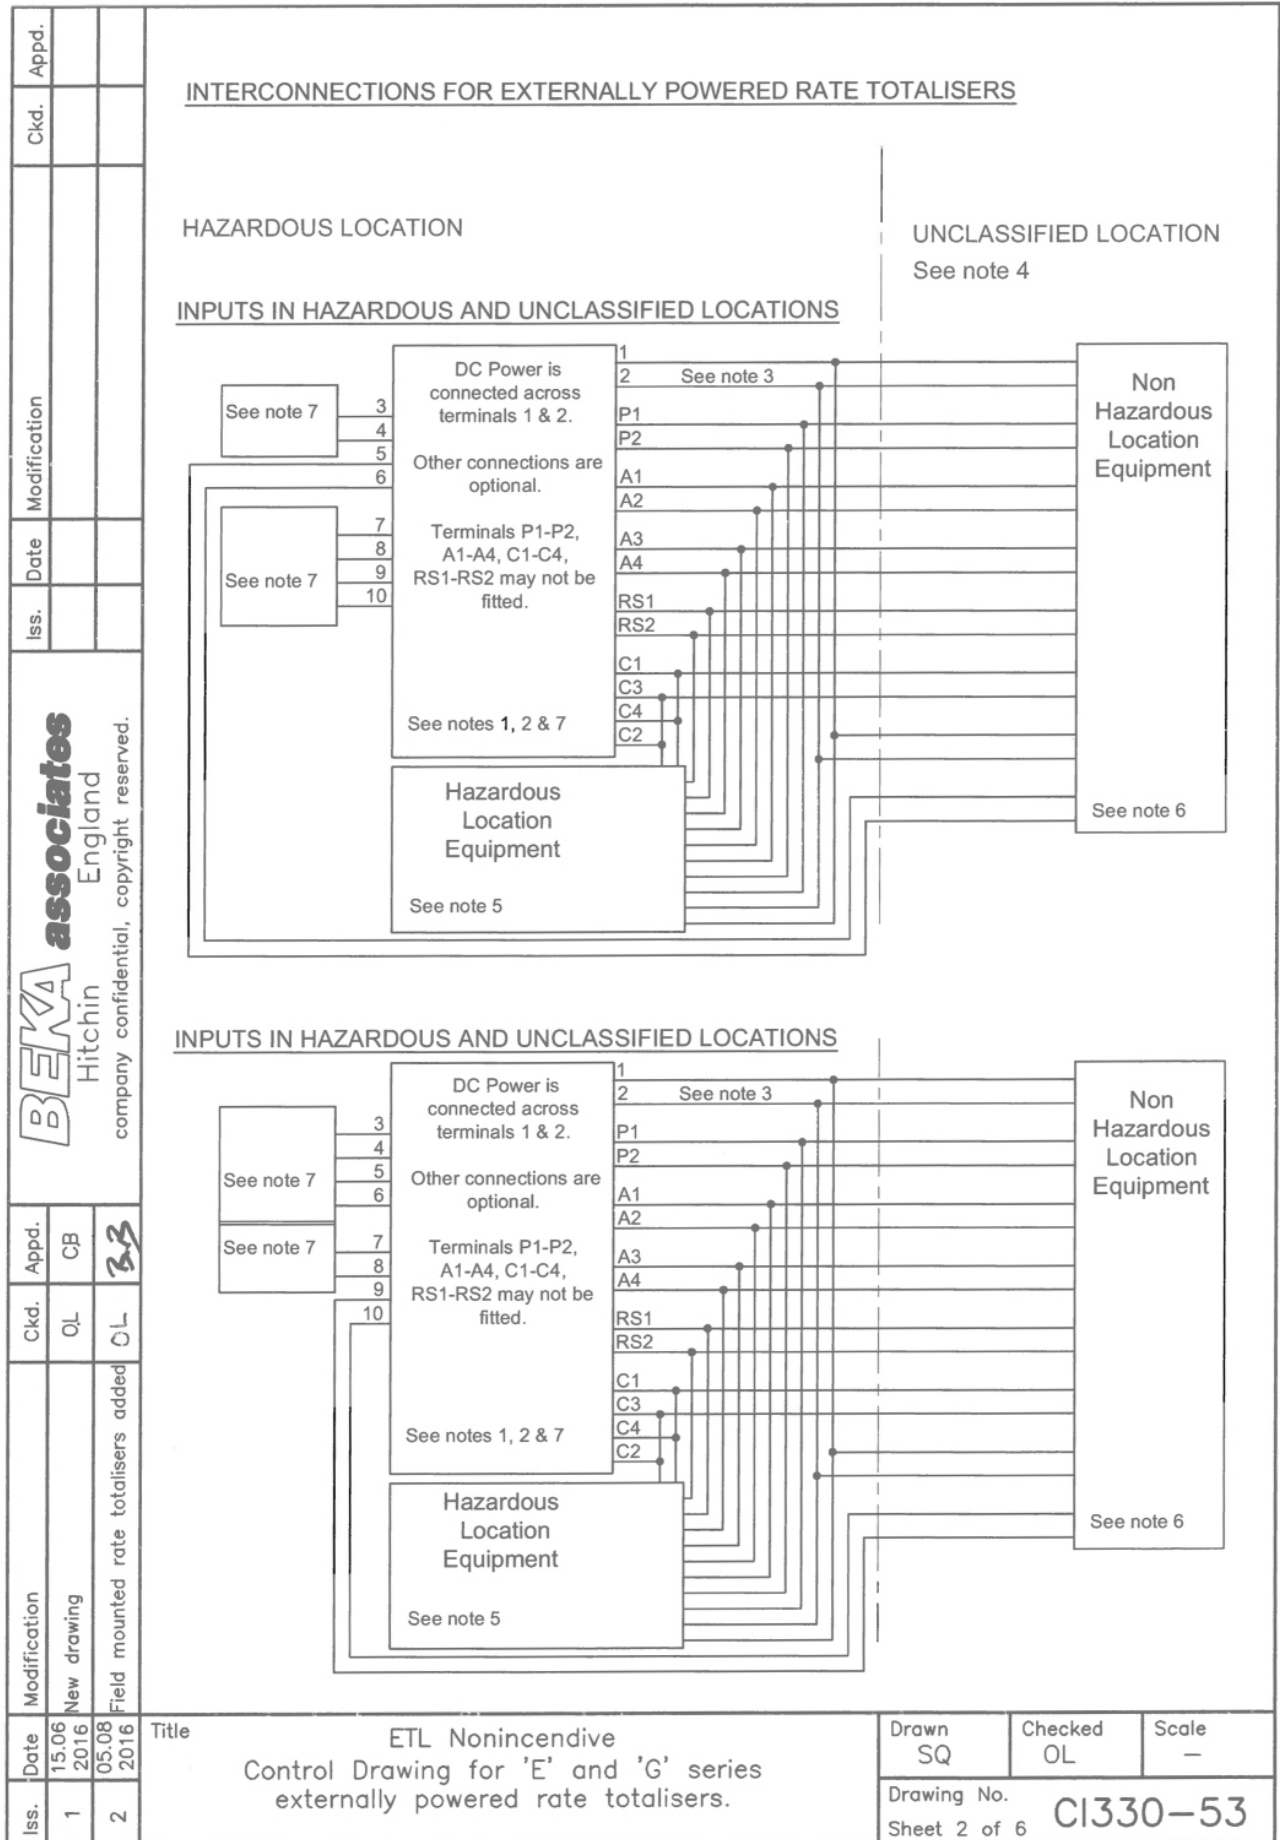 INTERCONNECTIONS FOR EXTERNALLY POWERED RATE TOTALISERS
HAZARDOUS LOCATION
UNCLASSIFIED LOCATION
See note 4
INPUTS IN HAZARDOUS AND UNCLASSIFIED LOCATIONS
See note 7
3
4
5
6
See note 7
7
8
9
10
DC Power is
connected across
terminals 1 & 2.
Other connections are
optional.
Terminals P1-P2,
A1-A4, C1-C4,
RS1-RS2 may not be
fitted.
See notes 1, 2 & 7
1
2 See note 3
P1
P2
A1
A2
A3
A4
RS1
RS2
C1
C3
C4
C2
Non
Hazardous
Location
Equipment
See note 6
Hazardous
Location
Equipment
See note 5
INPUTS IN HAZARDOUS AND UNCLASSIFIED LOCATIONS
See note 7
3
4
5
6
See note 7
7
8
9
10
DC Power is
connected across
terminals 1 & 2.
Other connections are
optional.
Terminals P1-P2,
A1-A4, C1-C4,
RS1-RS2 may not be
fitted.
See notes 1, 2 & 7
1
2 See note 3
P1
P2
A1
A2
A3
A4
RS1
RS2
C1
C3
C4
C2
Non
Hazardous
Location
Equipment
See note 6
Hazardous
Location
Equipment
See note 5
Iss. Date Modification Ckd. Appd.
BEKA associates
Hitchin England
company confidential, copyright reserved.
Iss. Date Modification Ckd. Appd.
1 15.06 2016 New drawing OL CB
2 05.08 2016 Field mounted rate totalisers added OL
Title
ETL Nonincendive
Control Drawing for 'E' and 'G' series
externally powered rate totalisers.
Drawn
SQ
Checked
OL
Scale
—
Drawing No.
Sheet 2 of 6
CI330-53